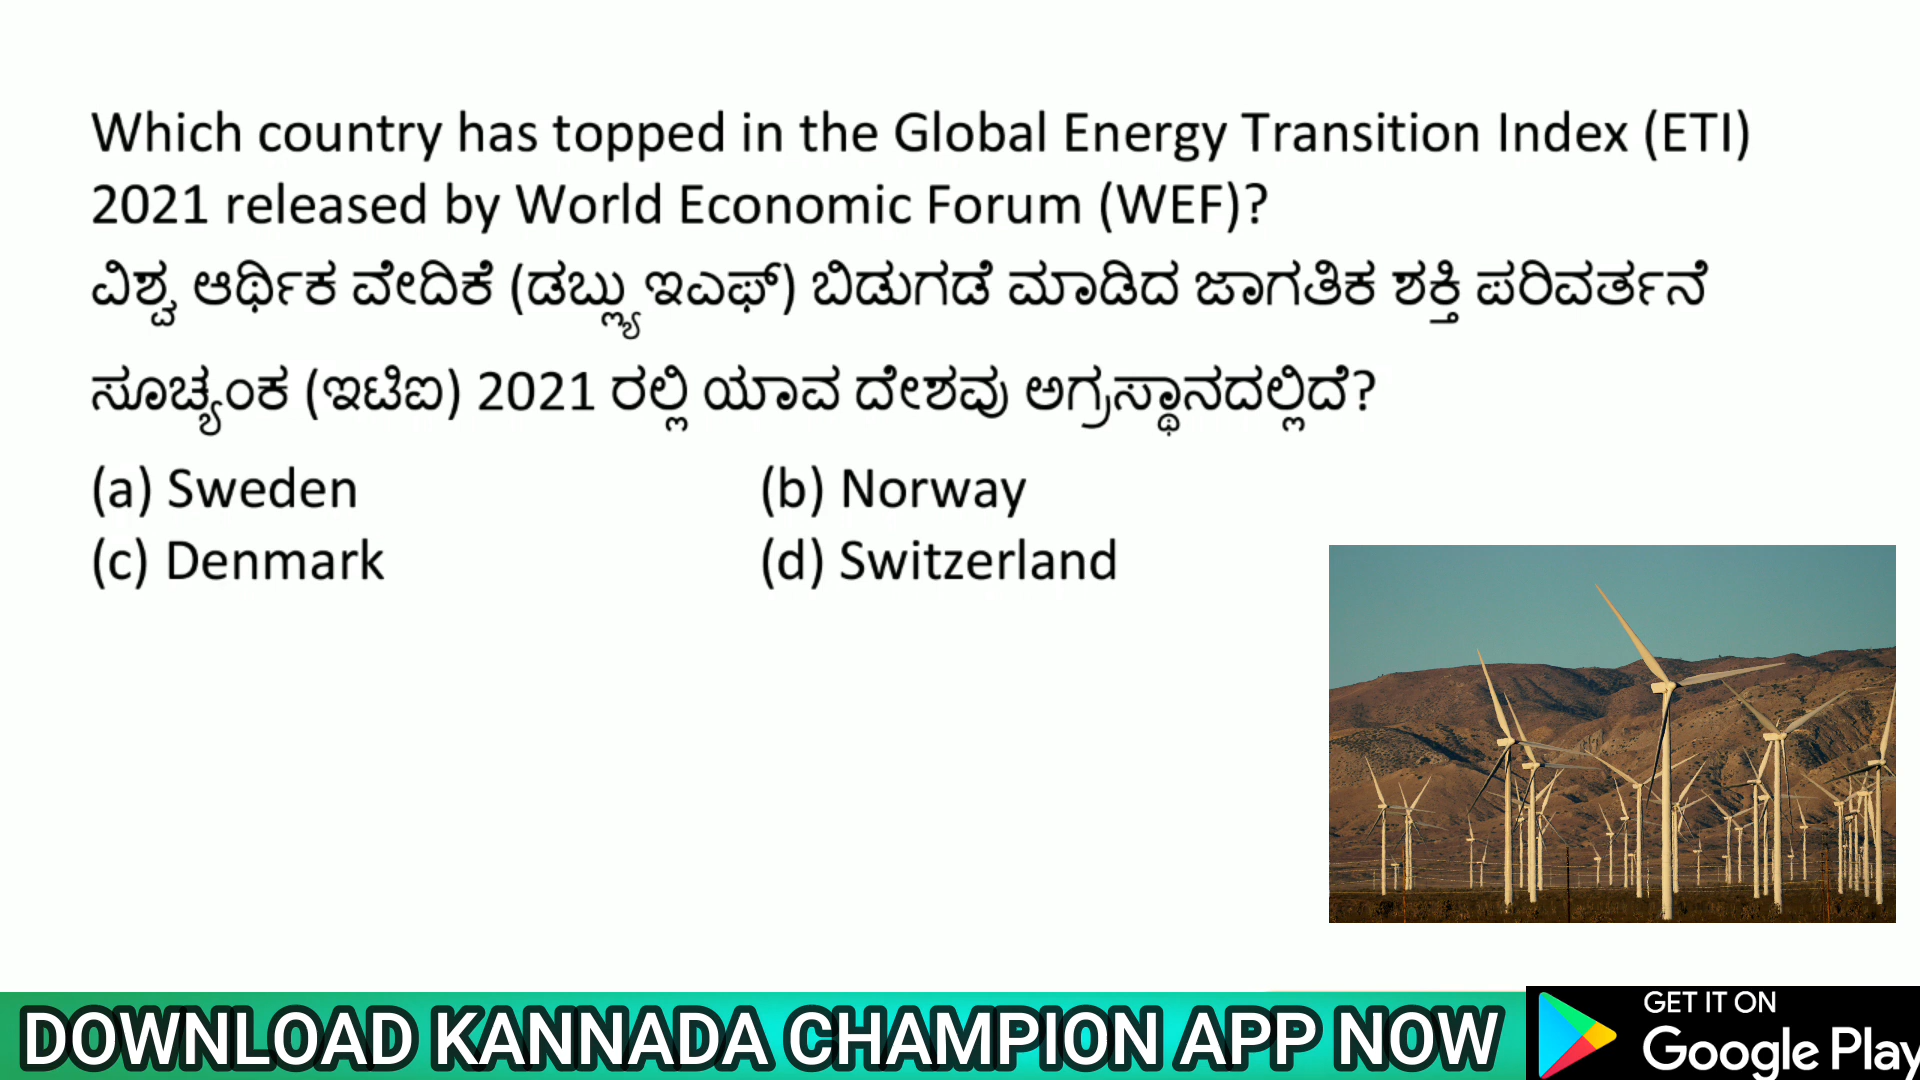 Which country has topped in the Global Energy Transition Index (ETI)
2021 released by World Economic Forum (WEF)?
ವಿಶ್ವ ಆರ್ಥಿಕ ವೇದಿಕೆ (ಡಬ್ಲ್ಯುಇಎಫ್) ಬಿಡುಗಡೆ ಮಾಡಿದ ಜಾಗತಿಕ ಶಕ್ತಿ ಪರಿವರ್ತನೆ
ಸೂಚ್ಯಂಕ (ಇಟಿಐ) 2021 ರಲ್ಲಿ ಯಾವ ದೇಶವು ಅಗ್ರಸ್ಥಾನದಲ್ಲಿದೆ?
(a) Sweden (b) Norway
(c) Denmark (d) Switzerland
DOWNLOAD KANNADA CHAMPION APP NOW
GET IT ON
Google Play